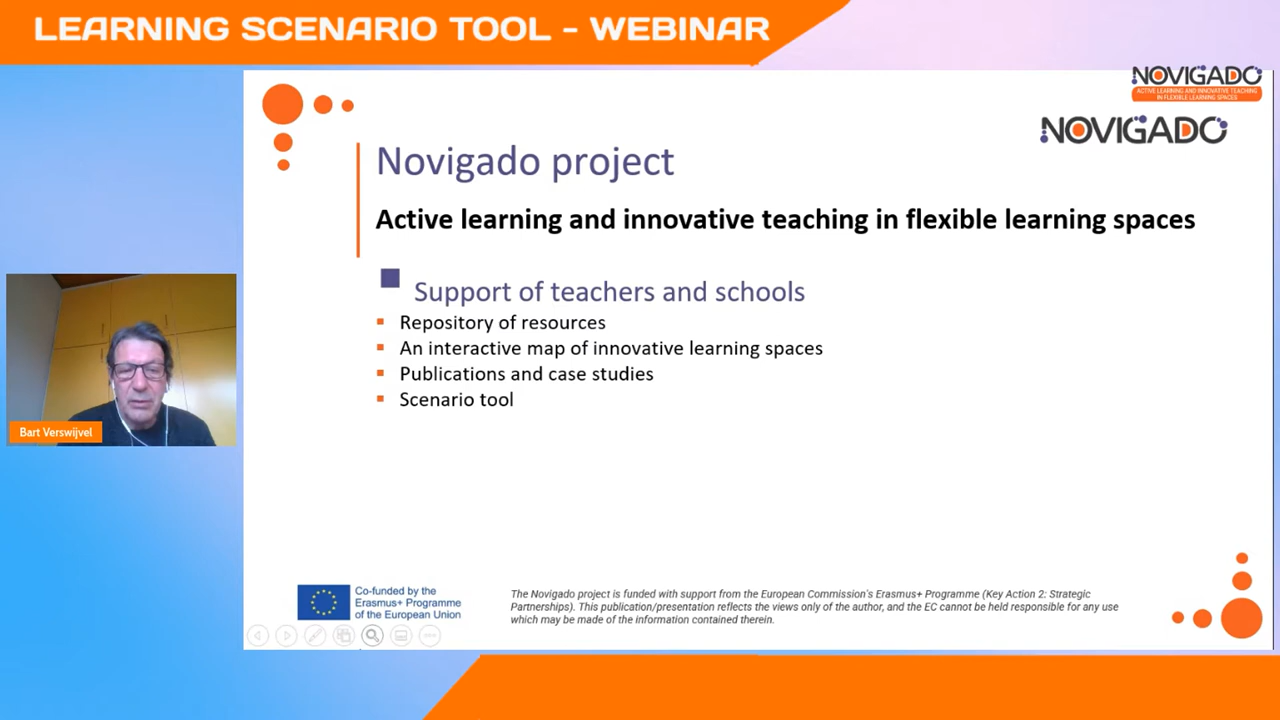 LEARNING SCENARIO TOOL - WEBINAR
NOVIGADO
ACTIVE LEARNING AND INNOVATIVE TEACHING
IN FLEXIBLE LEARNING SPACES
NOVIGADO
Novigado project
Active learning and innovative teaching in flexible learning spaces
Support of teachers and schools
Repository of resources
An interactive map of innovative learning spaces
Publications and case studies
Scenario tool
Bart Verswijvel
Co-funded by the
Erasmus+ Programme
of the European Union
The Novigado project is funded with support from the European Commission's Erasmus+ Programme (Key Action 2: Strategic
Partnerships). This publication/presentation reflects the views only of the author, and the EC cannot be held responsible for any use
which may be made of the information contained therein.